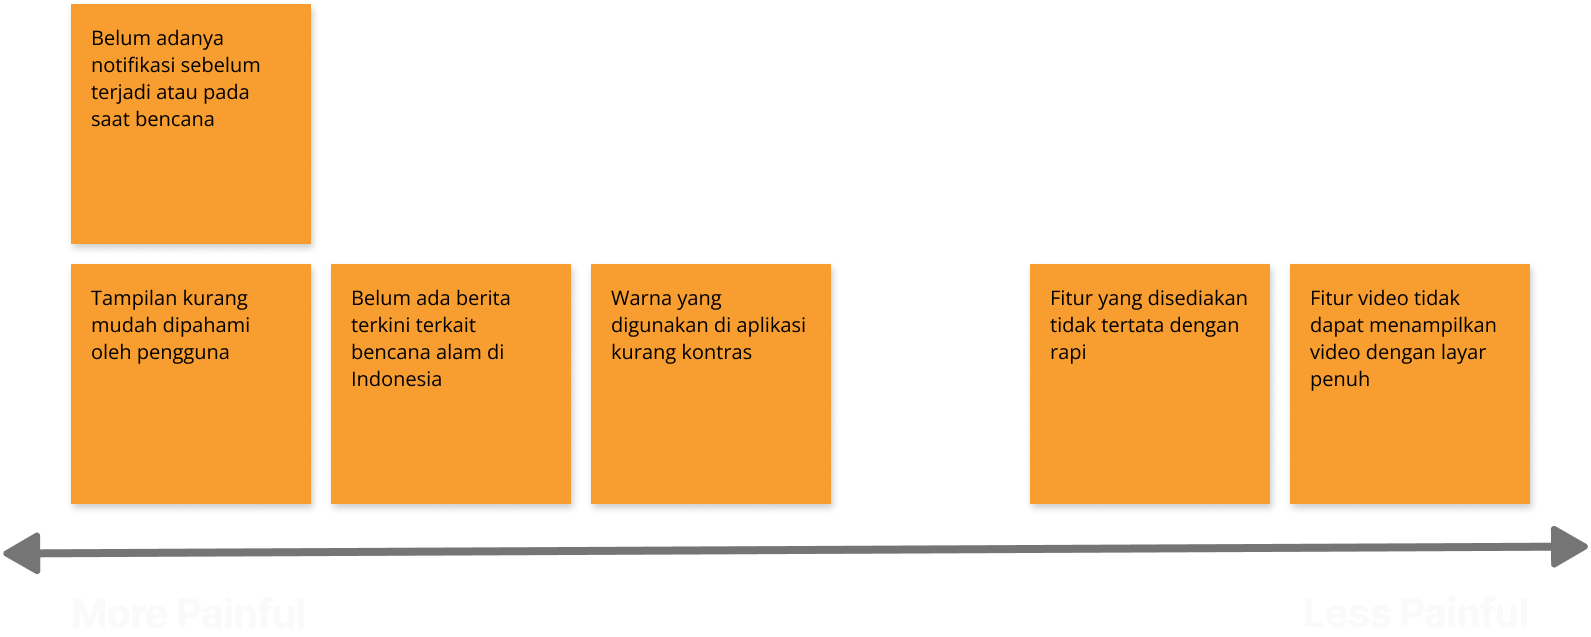 Belum adanya
notifikasi sebelum
terjadi atau pada
saat bencana
Tampilan kurang
mudah dipahami
oleh pengguna
Belum ada berita
terkini terkait
bencana alam di
Indonesia
Warna yang
digunakan di aplikasi
kurang kontras
Fitur yang disediakan
tidak tertata dengan
rapi
Fitur video tidak
dapat menampilkan
video dengan layar
penuh
More Painful
Less Painful